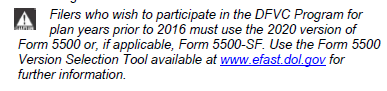 Filers who wish to participate in the DFVC Program for
plan years prior to 2016 must use the 2020 version of
Form 5500 or, if applicable, Form 5500-SF. Use the Form 5500
Version Selection Tool available at www.efast.dol.gov for
further information.